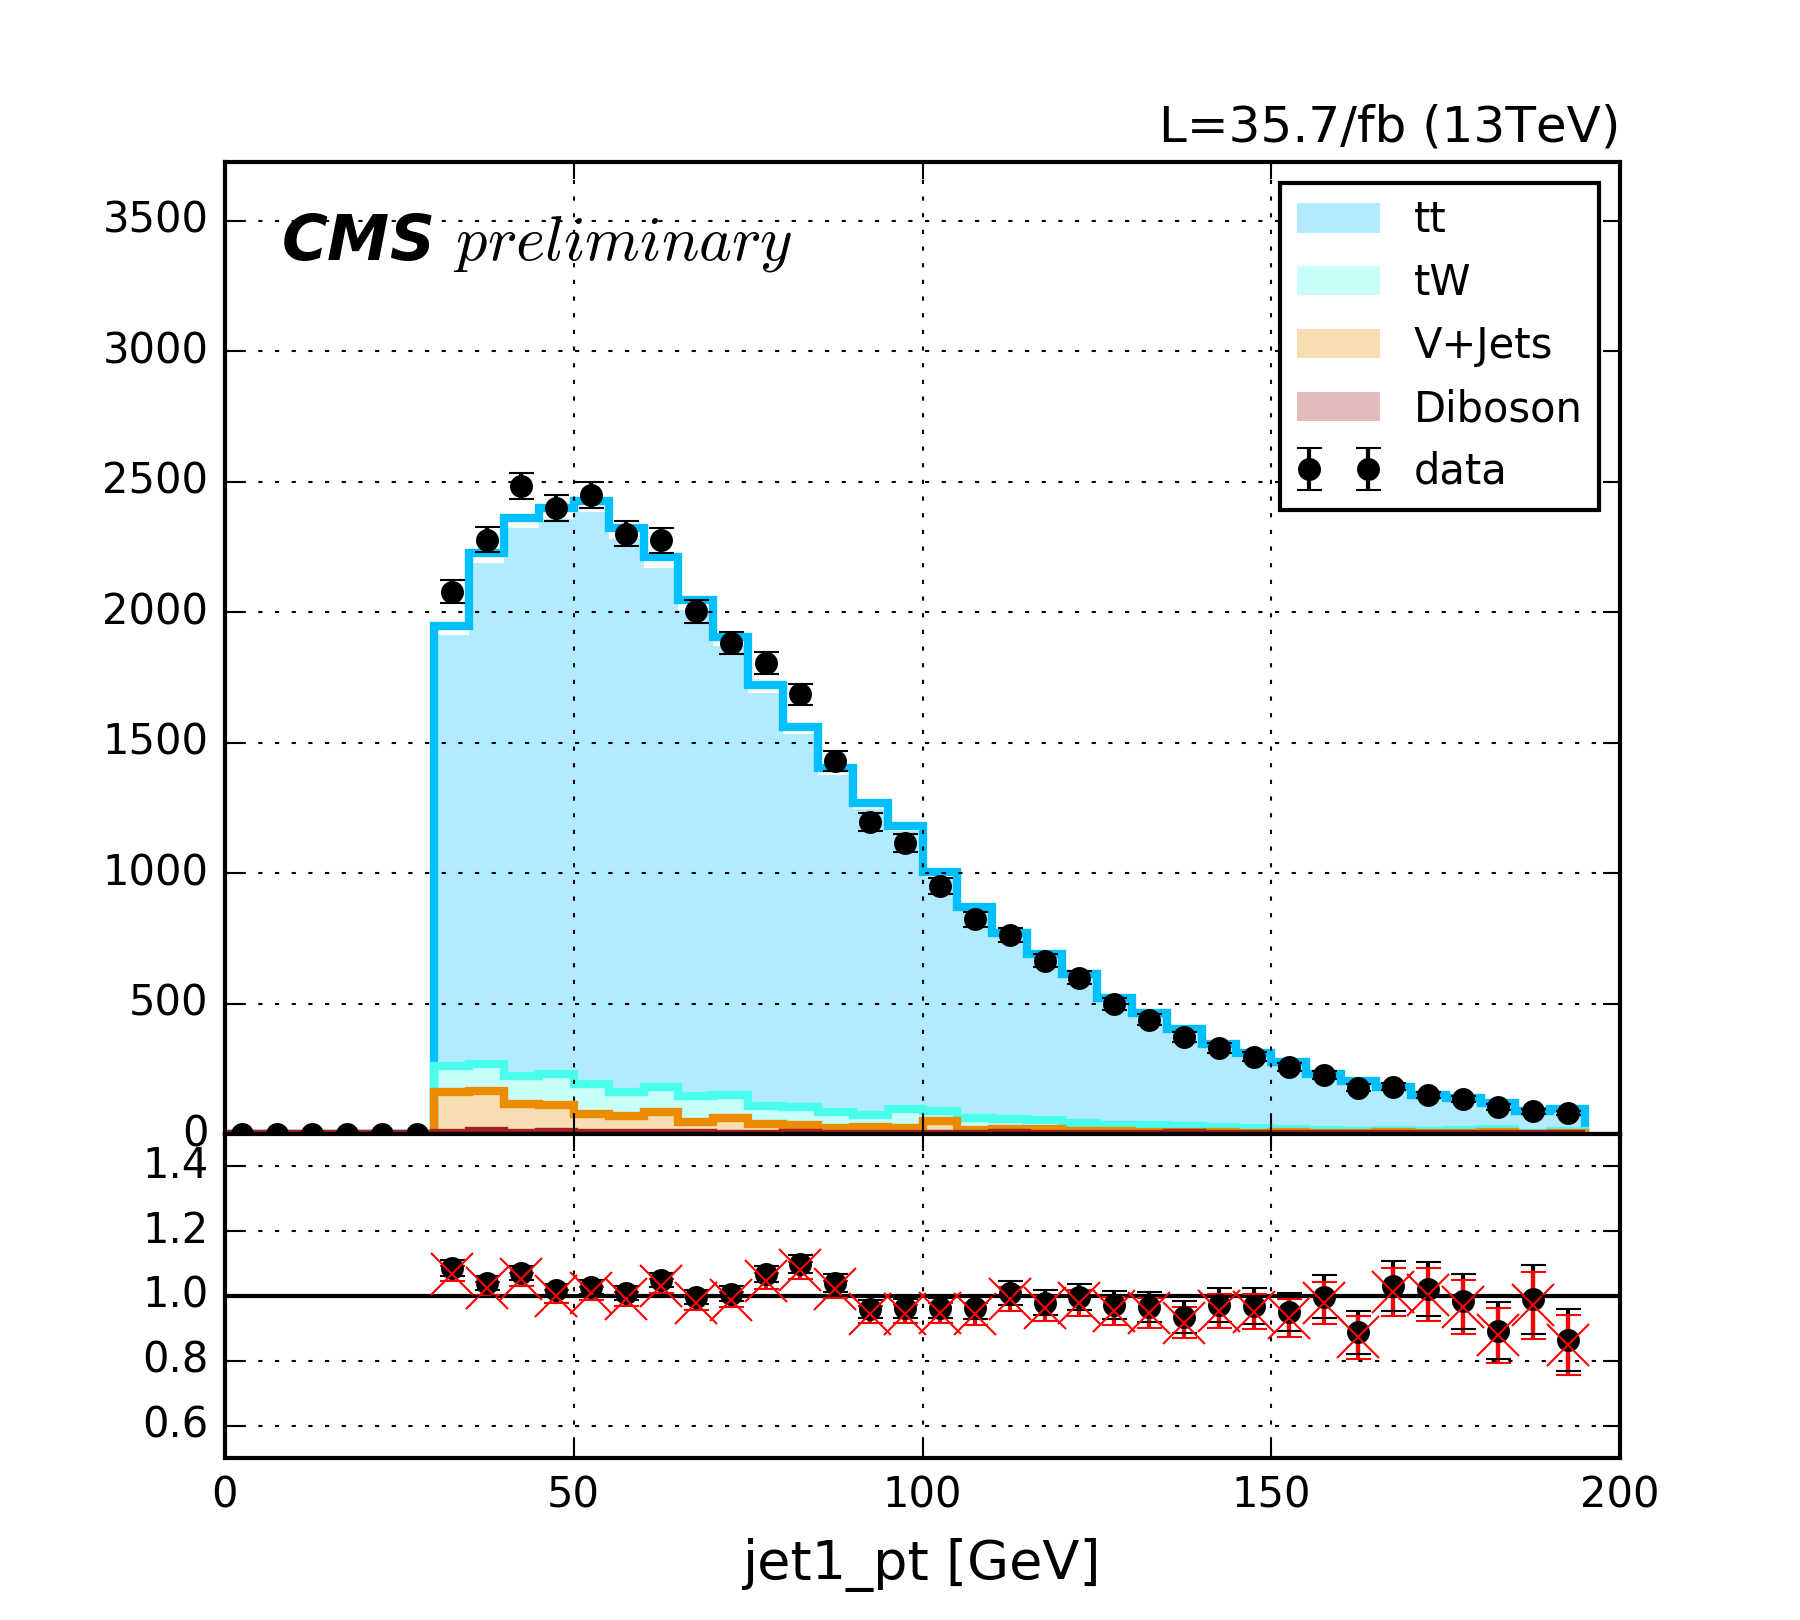 L=35.7/fb (13TeV)
CMS preliminary
tt
tW
V+Jets
Diboson
data
3500
3000
2500
2000
1500
1000
500
0
1.4
1.2
1.0
0.8
0.6
0 50 100 150 200
jet1_pt [GeV]